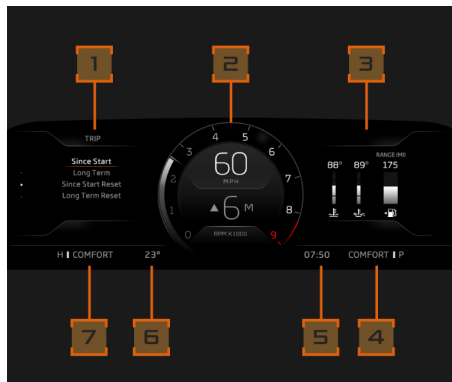 1 2 3
TRIP
Since Start
Long Term
Since Start Reset
Long Term Reset
0 1 2 3 4 5 6 7 8 9
60
MPH
6 M
RPM X1000
RANGE (MI)
88° 89° 175
H COMFORT 23° 07:50 COMFORT P
7 6 5 4